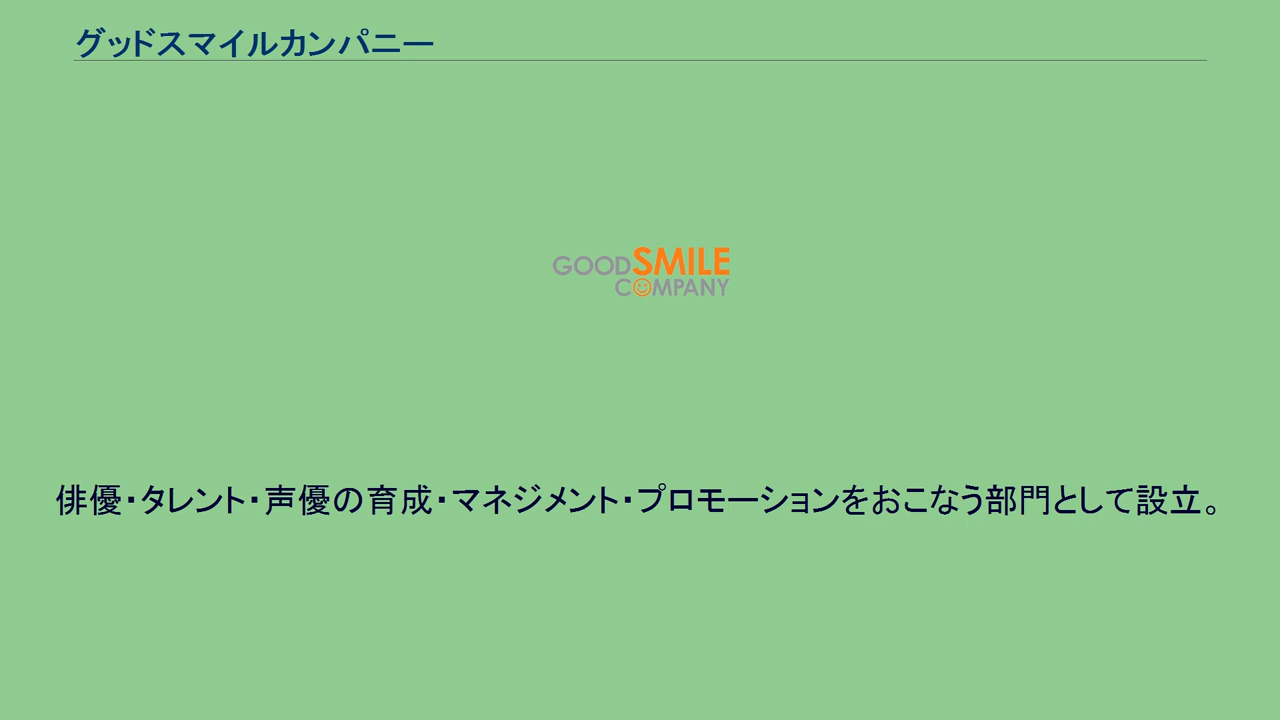 グッドスマイルカンパニー
GOOD SMILE
COMPANY
俳優・タレント・声優の育成・マネジメント・プロモーションをおこなう部門として設立。